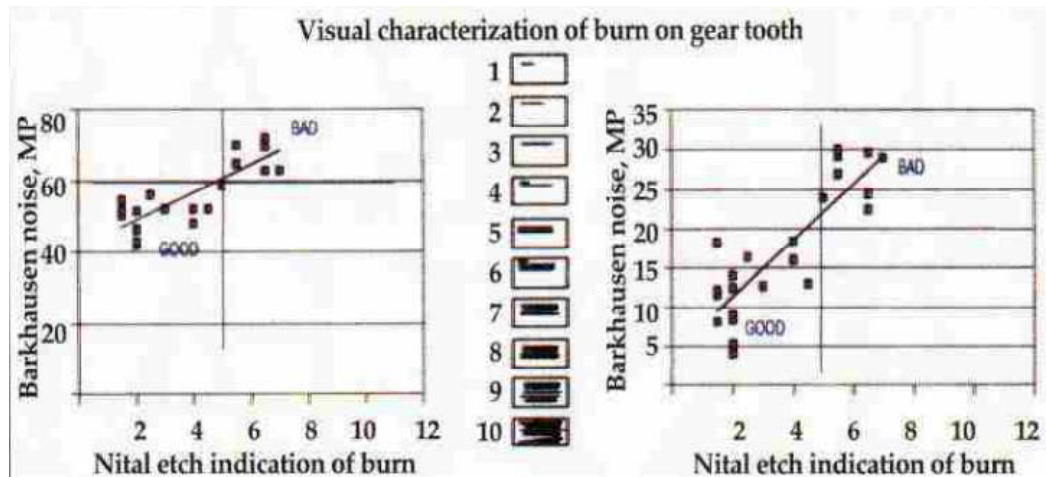 Visual characterization of burn on gear tooth
Barkhausen noise, MP
80
60
40
20
BAD
GOOD
2 4 6 8 10 12
Nital etch indication of burn
1
2
3
4
5
6
7
8
9
10
Barkhausen noise, MP
35
30
25
20
15
10
5
BAD
GOOD
2 4 6 8 10 12
Nital etch indication of burn